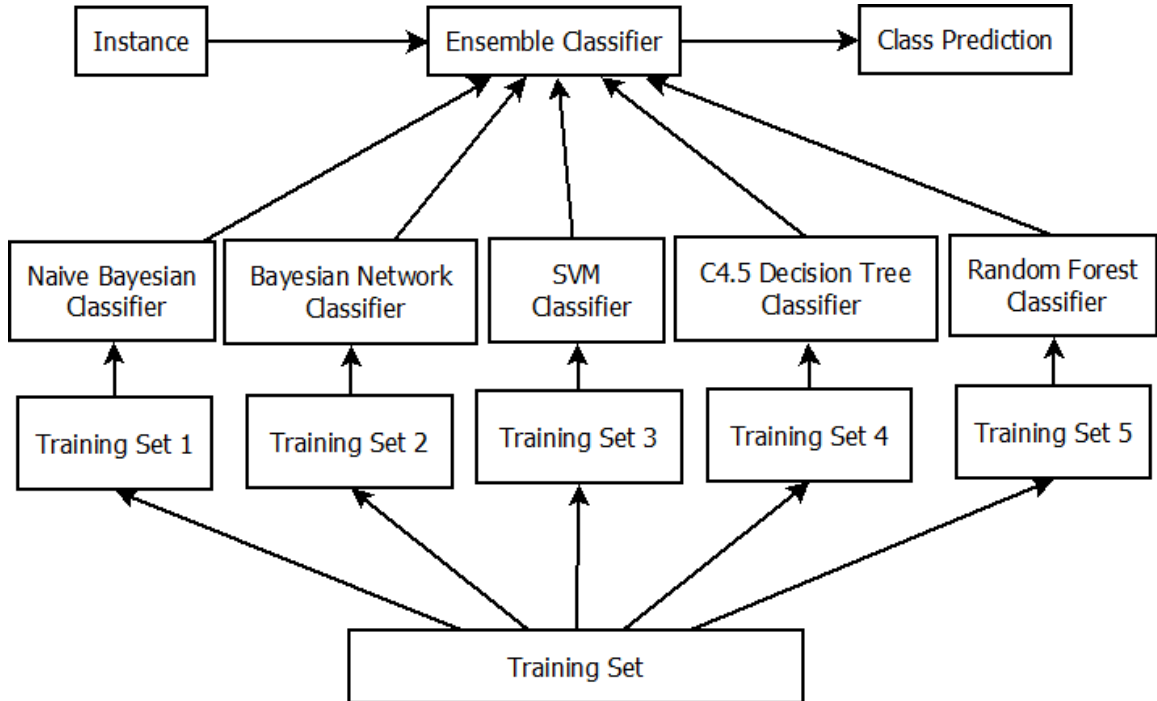 Instance
Ensemble Classifier
Class Prediction
Naive Bayesian
Classifier
Bayesian Network
Classifier
SVM
Classifier
C4.5 Decision Tree
Classifier
Random Forest
Classifier
Training Set 1
Training Set 2
Training Set 3
Training Set 4
Training Set 5
Training Set